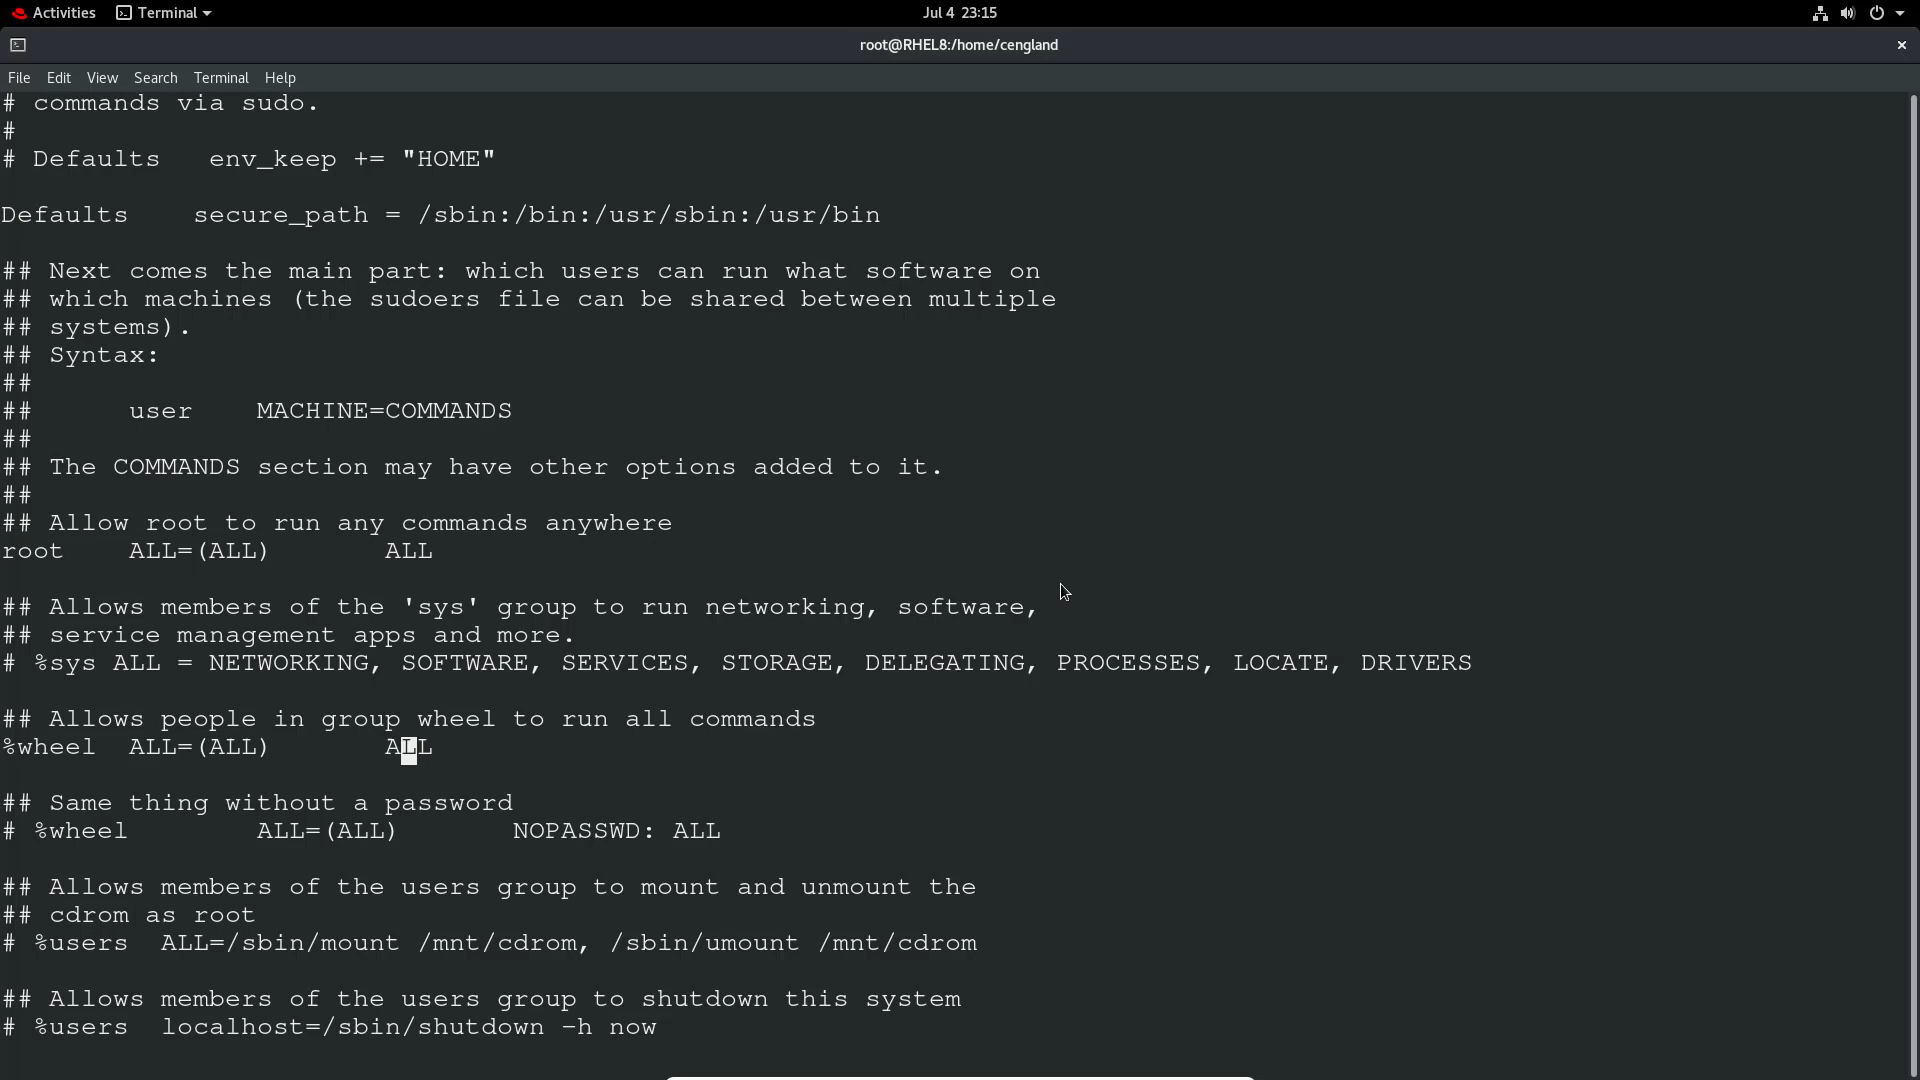 Activities Terminal Jul 4 23:15
root@RHEL8:/home/cengland ×
File Edit View Search Terminal Help
# commands via sudo.
#
# Defaults   env_keep += "HOME"
Defaults    secure_path = /sbin:/bin:/usr/sbin:/usr/bin
## Next comes the main part: which users can run what software on
## which machines (the sudoers file can be shared between multiple
## systems).
## Syntax:
##
##      user    MACHINE=COMMANDS
##
## The COMMANDS section may have other options added to it.
##
## Allow root to run any commands anywhere
root    ALL=(ALL)       ALL
## Allows members of the 'sys' group to run networking, software,
## service management apps and more.
# %sys ALL = NETWORKING, SOFTWARE, SERVICES, STORAGE, DELEGATING, PROCESSES, LOCATE, DRIVERS
## Allows people in group wheel to run all commands
%wheel  ALL=(ALL)       ALL
## Same thing without a password
# %wheel        ALL=(ALL)       NOPASSWD: ALL
## Allows members of the users group to mount and unmount the
## cdrom as root
# %users  ALL=/sbin/mount /mnt/cdrom, /sbin/umount /mnt/cdrom
## Allows members of the users group to shutdown this system
# %users  localhost=/sbin/shutdown -h now